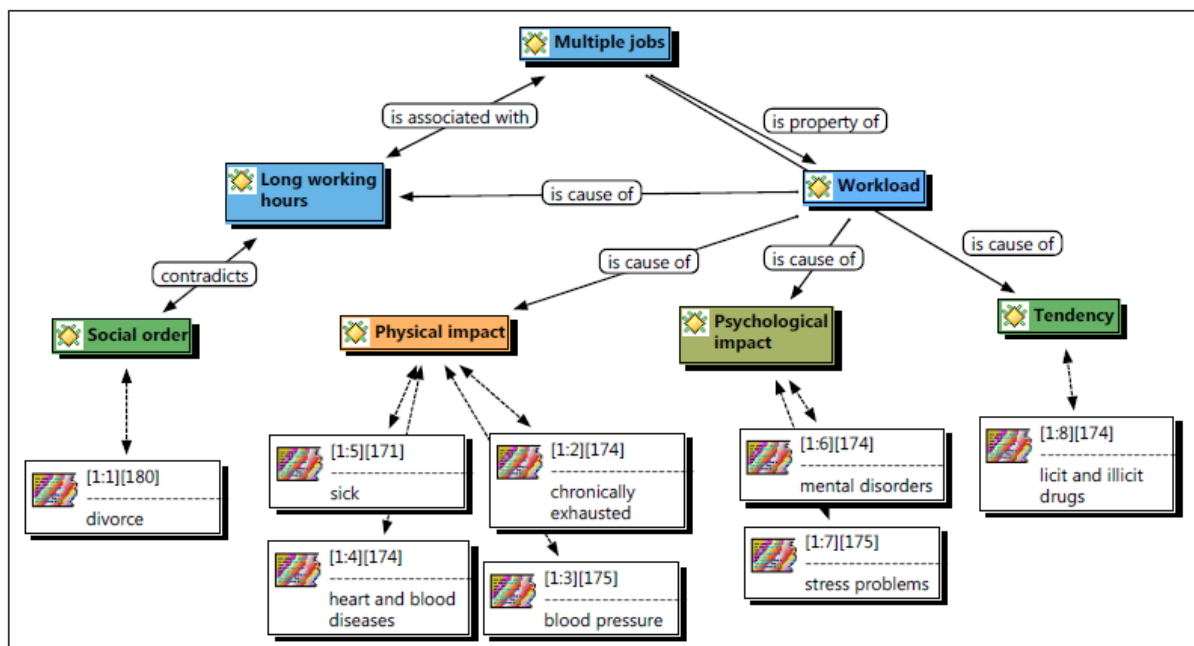 Multiple jobs
is associated with
is property of
Long working
hours
is cause of
Workload
contradicts
is cause of
is cause of
is cause of
Social order
Physical impact
Psychological
impact
Tendency
[1:1][180]
divorce
[1:5][171]
sick
[1:2][174]
chronically
exhausted
[1:6][174]
mental disorders
[1:8][174]
licit and illicit
drugs
[1:4][174]
heart and blood
diseases
[1:3][175]
blood pressure
[1:7][175]
stress problems